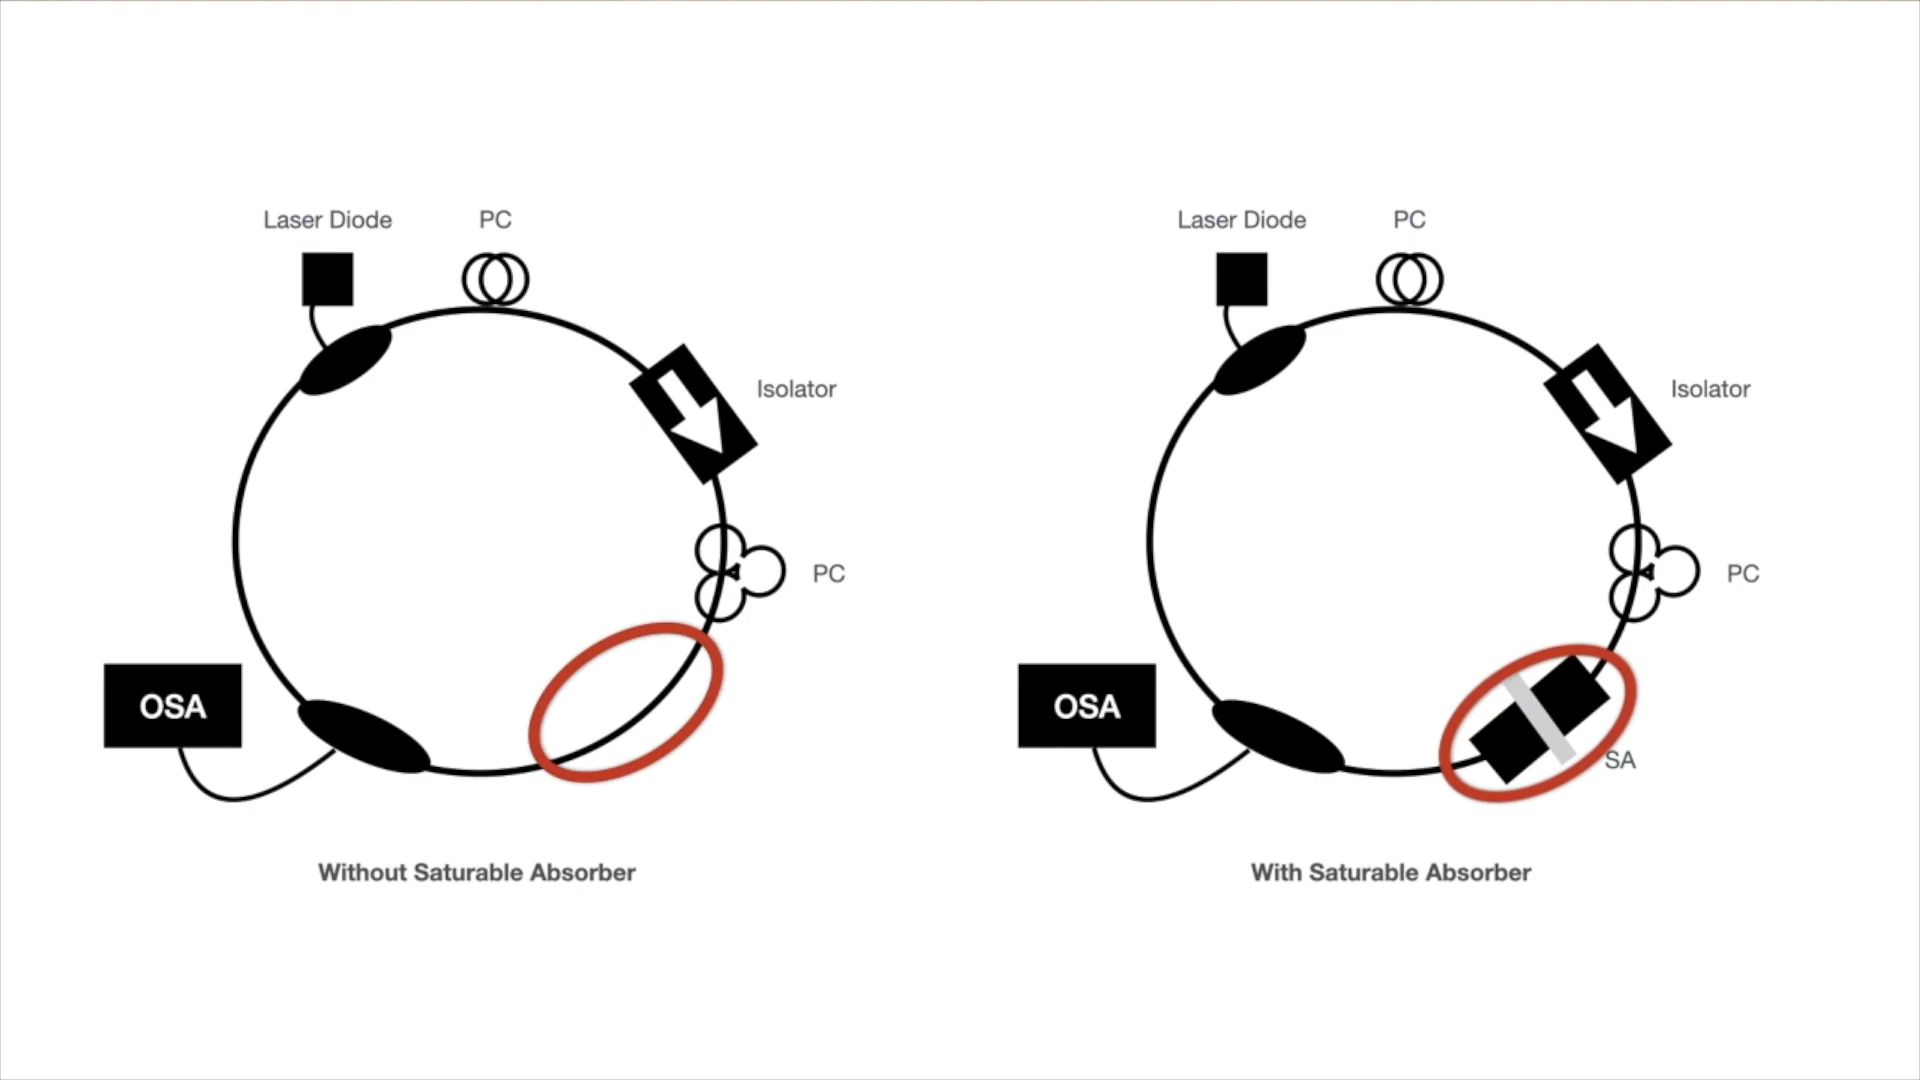 Laser Diode
PC
Isolator
PC
OSA
Without Saturable Absorber
Laser Diode
PC
Isolator
PC
OSA
SA
With Saturable Absorber